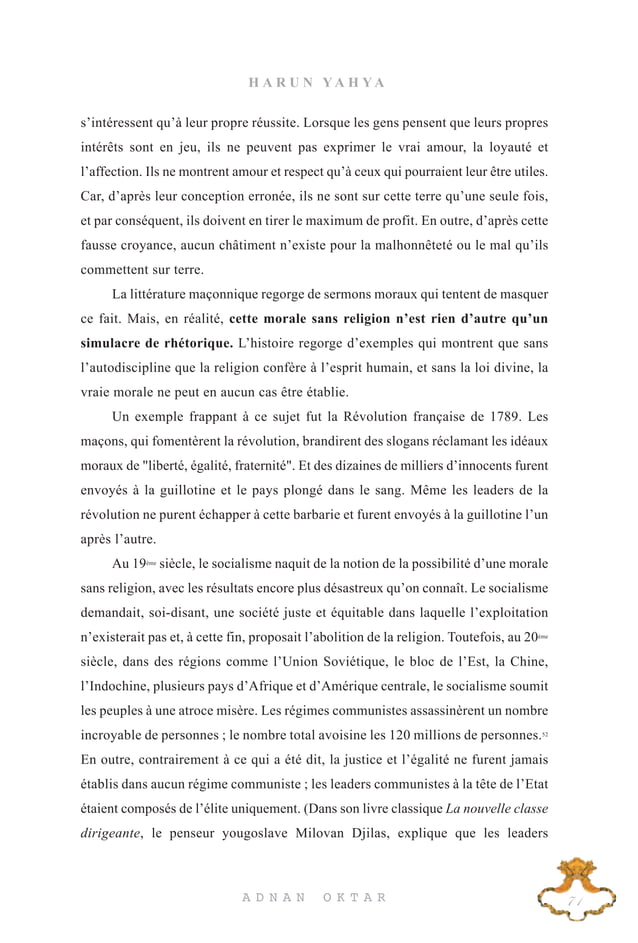 HARUN YAHYA
s’intéressent qu’à leur propre réussite. Lorsque les gens pensent que leurs propres
intérêts sont en jeu, ils ne peuvent pas exprimer le vrai amour, la loyauté et
l’affection. Ils ne montrent amour et respect qu’à ceux qui pourraient leur être utiles.
Car, d’après leur conception erronée, ils ne sont sur cette terre qu’une seule fois,
et par conséquent, ils doivent en tirer le maximum de profit. En outre, d’après cette
fausse croyance, aucun châtiment n’existe pour la malhonnêteté ou le mal qu’ils
commettent sur terre.
La littérature maçonnique regorge de sermons moraux qui tentent de masquer
ce fait. Mais, en réalité, cette morale sans religion n’est rien d’autre qu’un
simulacre de rhétorique. L’histoire regorge d’exemples qui montrent que sans
l’autodiscipline que la religion confère à l’esprit humain, et sans la loi divine, la
vraie morale ne peut en aucun cas être établie.
Un exemple frappant à ce sujet fut la Révolution française de 1789. Les
maçons, qui fomentèrent la révolution, brandirent des slogans réclamant les idéaux
moraux de "liberté, égalité, fraternité". Et des dizaines de milliers d’innocents furent
envoyés à la guillotine et le pays plongé dans le sang. Même les leaders de la
révolution ne purent échapper à cette barbarie et furent envoyés à la guillotine l’un
après l’autre.
Au 19ème siècle, le socialisme naquit de la notion de la possibilité d’une morale
sans religion, avec les résultats encore plus désastreux qu’on connaît. Le socialisme
demandait, soi-disant, une société juste et équitable dans laquelle l’exploitation
n’existerait pas et, à cette fin, proposait l’abolition de la religion. Toutefois, au 20ème
siècle, dans des régions comme l’Union Soviétique, le bloc de l’Est, la Chine,
l’Indochine, plusieurs pays d’Afrique et d’Amérique centrale, le socialisme soumit
les peuples à une atroce misère. Les régimes communistes assassinèrent un nombre
incroyable de personnes ; le nombre total avoisine les 120 millions de personnes.52
En outre, contrairement à ce qui a été dit, la justice et l’égalité ne furent jamais
établis dans aucun régime communiste ; les leaders communistes à la tête de l’Etat
étaient composés de l’élite uniquement. (Dans son livre classique La nouvelle classe
dirigeante, le penseur yougoslave Milovan Djilas, explique que les leaders
ADNAN OKTAR
71